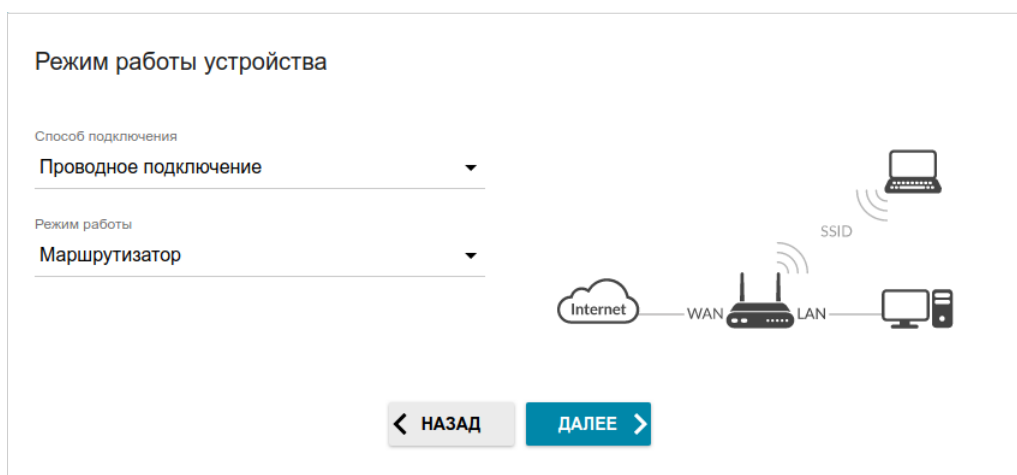 Режим работы устройства
Способ подключения
Проводное подключение
Режим работы
Маршрутизатор
SSID
Internet
WAN
LAN
НАЗАД
ДАЛЕЕ